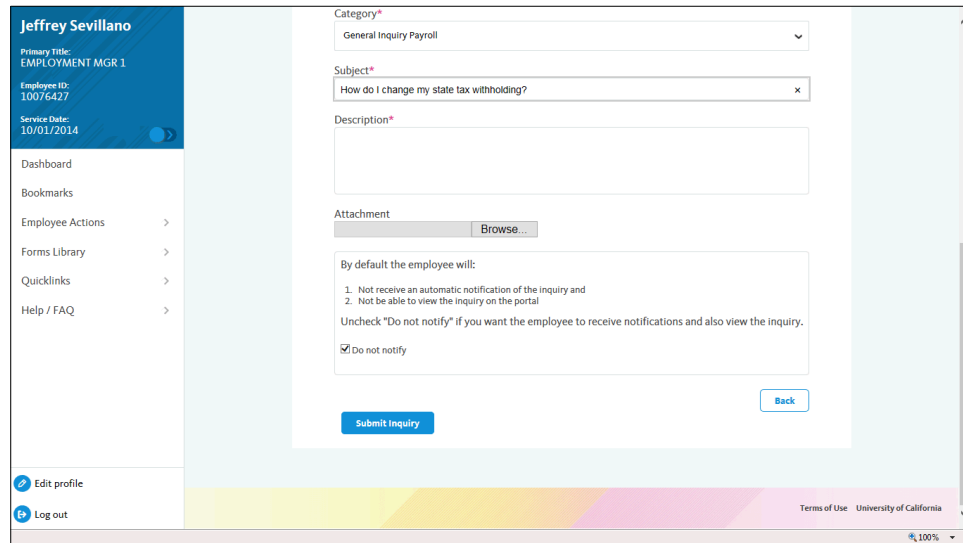 Jeffrey Sevillano
Primary Title:
EMPLOYMENT MGR 1
Employee ID:
10076427
Service Date:
10/01/2014
Dashboard
Bookmarks
Employee Actions
Forms Library
Quicklinks
Help / FAQ
Edit profile
Log out
Category*
General Inquiry Payroll
Subject*
How do I change my state tax withholding?
Description*
Attachment
Browse...
By default the employee will:
1. Not receive an automatic notification of the inquiry and
2. Not be able to view the inquiry on the portal
Uncheck "Do not notify" if you want the employee to receive notifications and also view the inquiry.
Do not notify
Back
Submit Inquiry
Terms of Use University of California
100%